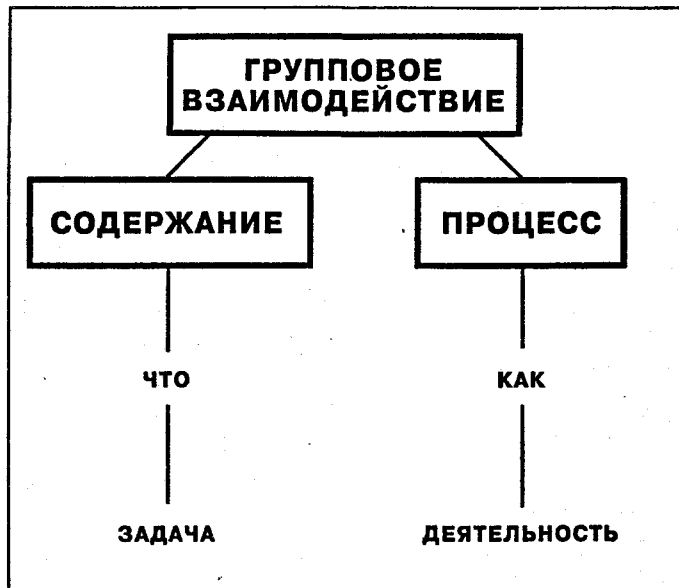 ГРУППОВОЕ
ВЗАИМОДЕЙСТВИЕ
СОДЕРЖАНИЕ
ПРОЦЕСС
ЧТО
КАК
ЗАДАЧА
ДЕЯТЕЛЬНОСТЬ